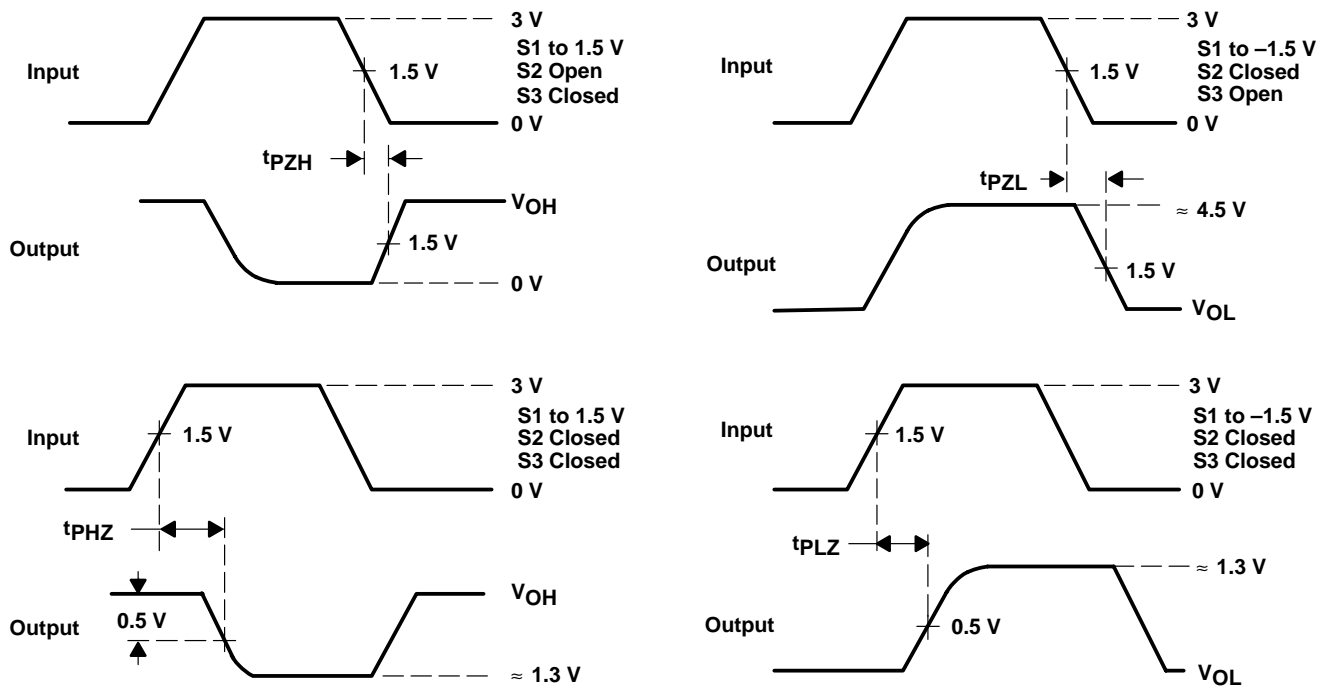 3 V
S1 to 1.5 V
S2 Open
S3 Closed
Input
1.5 V
0 V
tPZH
VOH
Output
1.5 V
0 V
3 V
S1 to –1.5 V
S2 Closed
S3 Open
Input
1.5 V
0 V
tPZL
≈ 4.5 V
Output
1.5 V
VOL
3 V
S1 to 1.5 V
S2 Closed
S3 Closed
Input
1.5 V
0 V
tPHZ
VOH
0.5 V
Output
≈ 1.3 V
3 V
S1 to –1.5 V
S2 Closed
S3 Closed
Input
1.5 V
0 V
tPLZ
≈ 1.3 V
Output
0.5 V
VOL